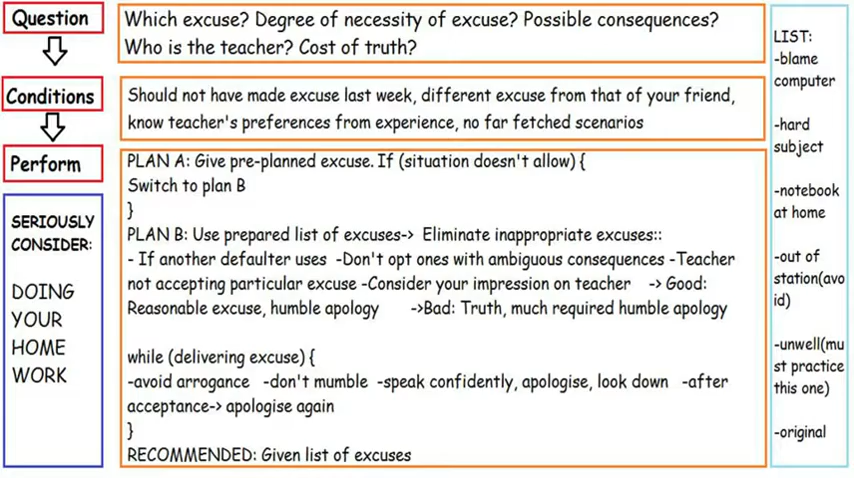 Question
Which excuse? Degree of necessity of excuse? Possible consequences?
Who is the teacher? Cost of truth?
Conditions
Should not have made excuse last week, different excuse from that of your friend,
know teacher's preferences from experience, no far fetched scenarios
Perform
PLAN A: Give pre-planned excuse. If (situation doesn't allow) {
Switch to plan B
}
PLAN B: Use prepared list of excuses-> Eliminate inappropriate excuses::
- If another defaulter uses -Don't opt ones with ambiguous consequences -Teacher
not accepting particular excuse -Consider your impression on teacher -> Good:
Reasonable excuse, humble apology ->Bad: Truth, much required humble apology
while (delivering excuse) {
-avoid arrogance -don't mumble -speak confidently, apologise, look down -after
acceptance-> apologise again
}
RECOMMENDED: Given list of excuses
SERIOUSLY
CONSIDER:
DOING
YOUR
HOME
WORK
LIST:
-blame
computer
-hard
subject
-notebook
at home
-out of
station(avo
id)
-unwell(mu
st practice
this one)
-original